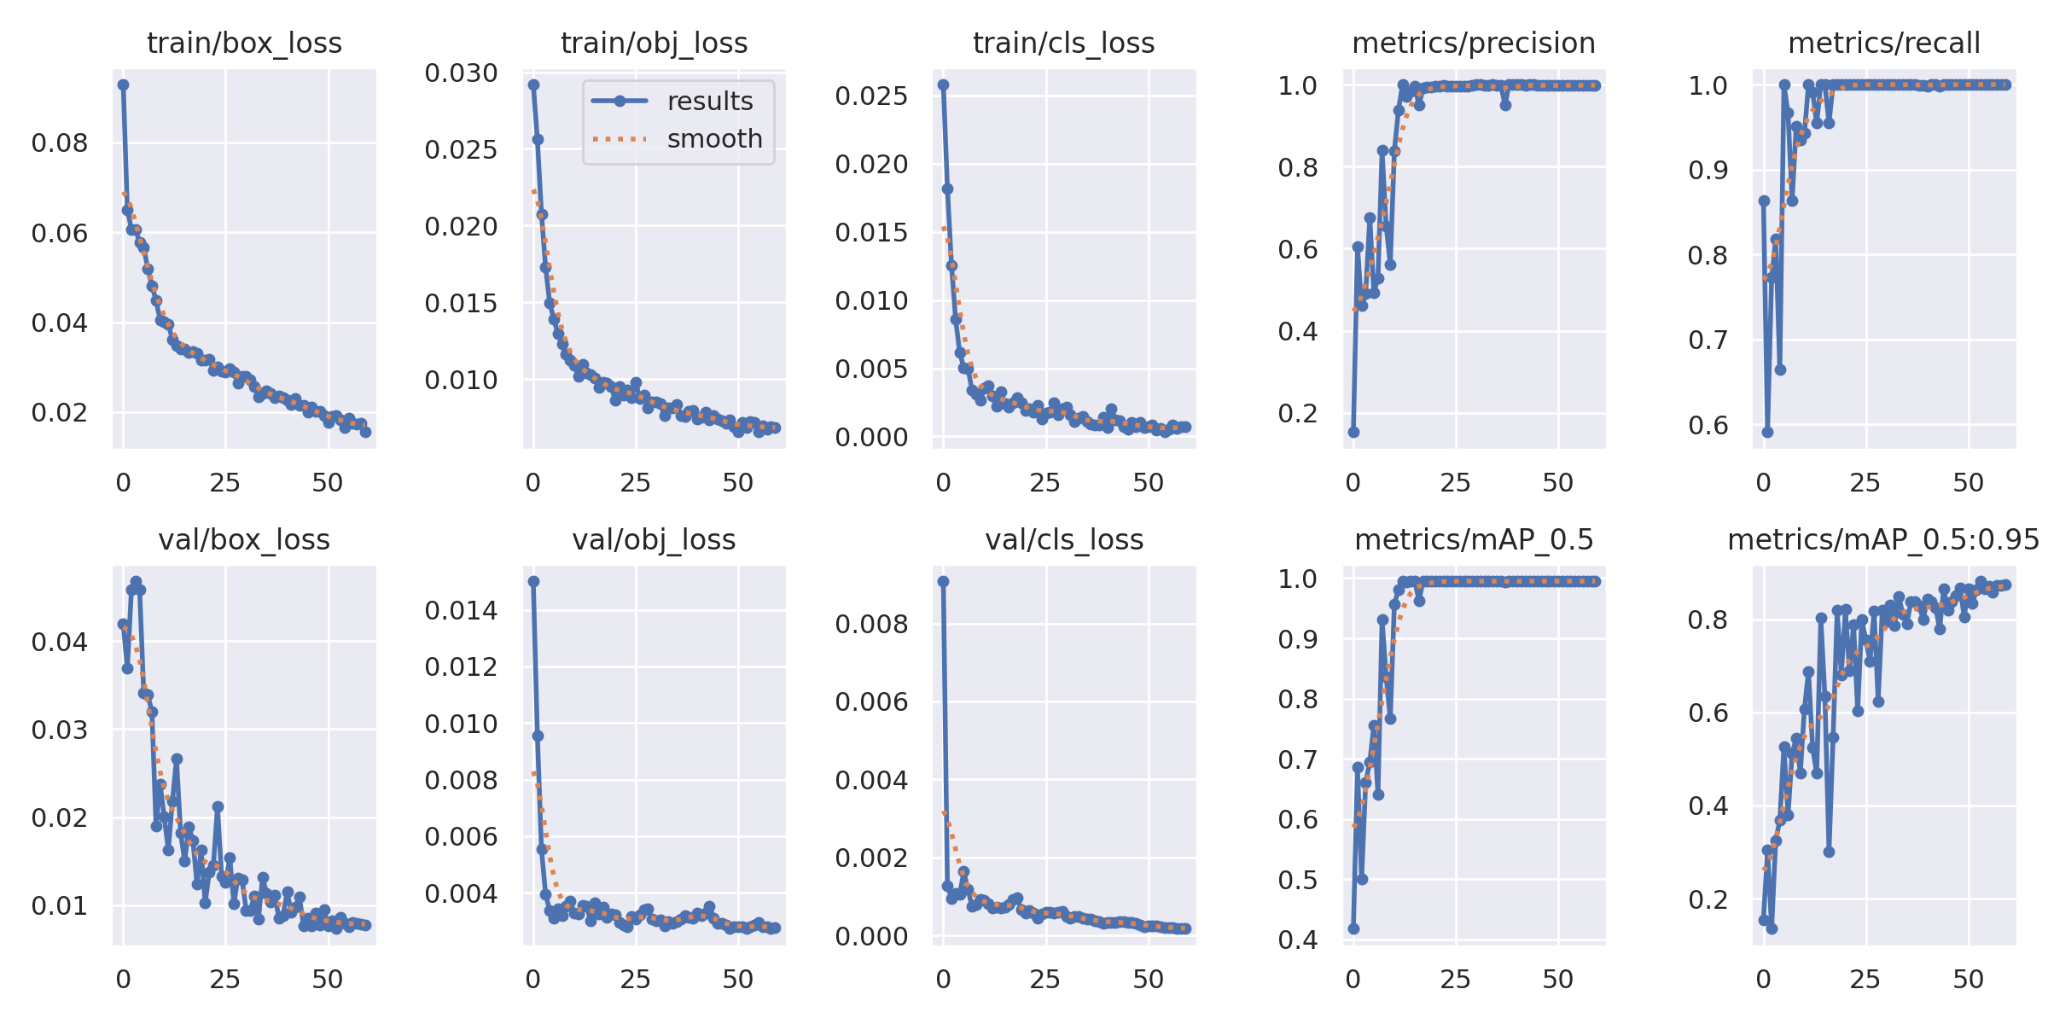 train/box_loss
0.08
0.06
0.04
0.02
0 25 50
train/obj_loss
results
smooth
0.030
0.025
0.020
0.015
0.010
0 25 50
train/cls_loss
0.025
0.020
0.015
0.010
0.005
0.000
0 25 50
metrics/precision
1.0
0.8
0.6
0.4
0.2
0 25 50
metrics/recall
1.0
0.9
0.8
0.7
0.6
0 25 50
val/box_loss
0.04
0.03
0.02
0.01
0 25 50
val/obj_loss
0.014
0.012
0.010
0.008
0.006
0.004
0 25 50
val/cls_loss
0.008
0.006
0.004
0.002
0.000
0 25 50
metrics/mAP_0.5
1.0
0.9
0.8
0.7
0.6
0.5
0.4
0 25 50
metrics/mAP_0.5:0.95
0.8
0.6
0.4
0.2
0 25 50